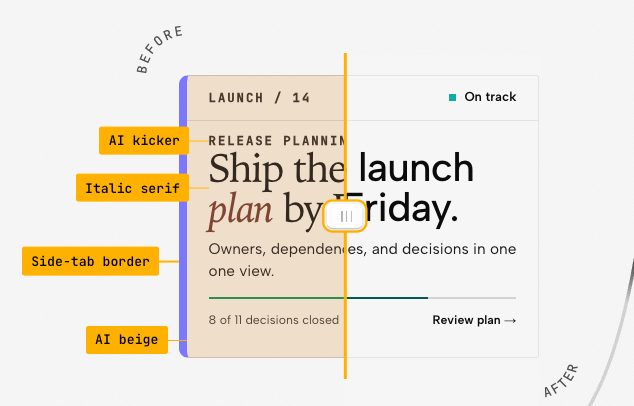 BEFORE
LAUNCH / 14
On track
AI kicker
RELEASE PLANNIN
Ship the launch
Italic serif
plan by Friday.
Owners, dependences, and decisions in one
one view.
Side-tab border
8 of 11 decisions closed
Review plan →
AI beige
AFTER